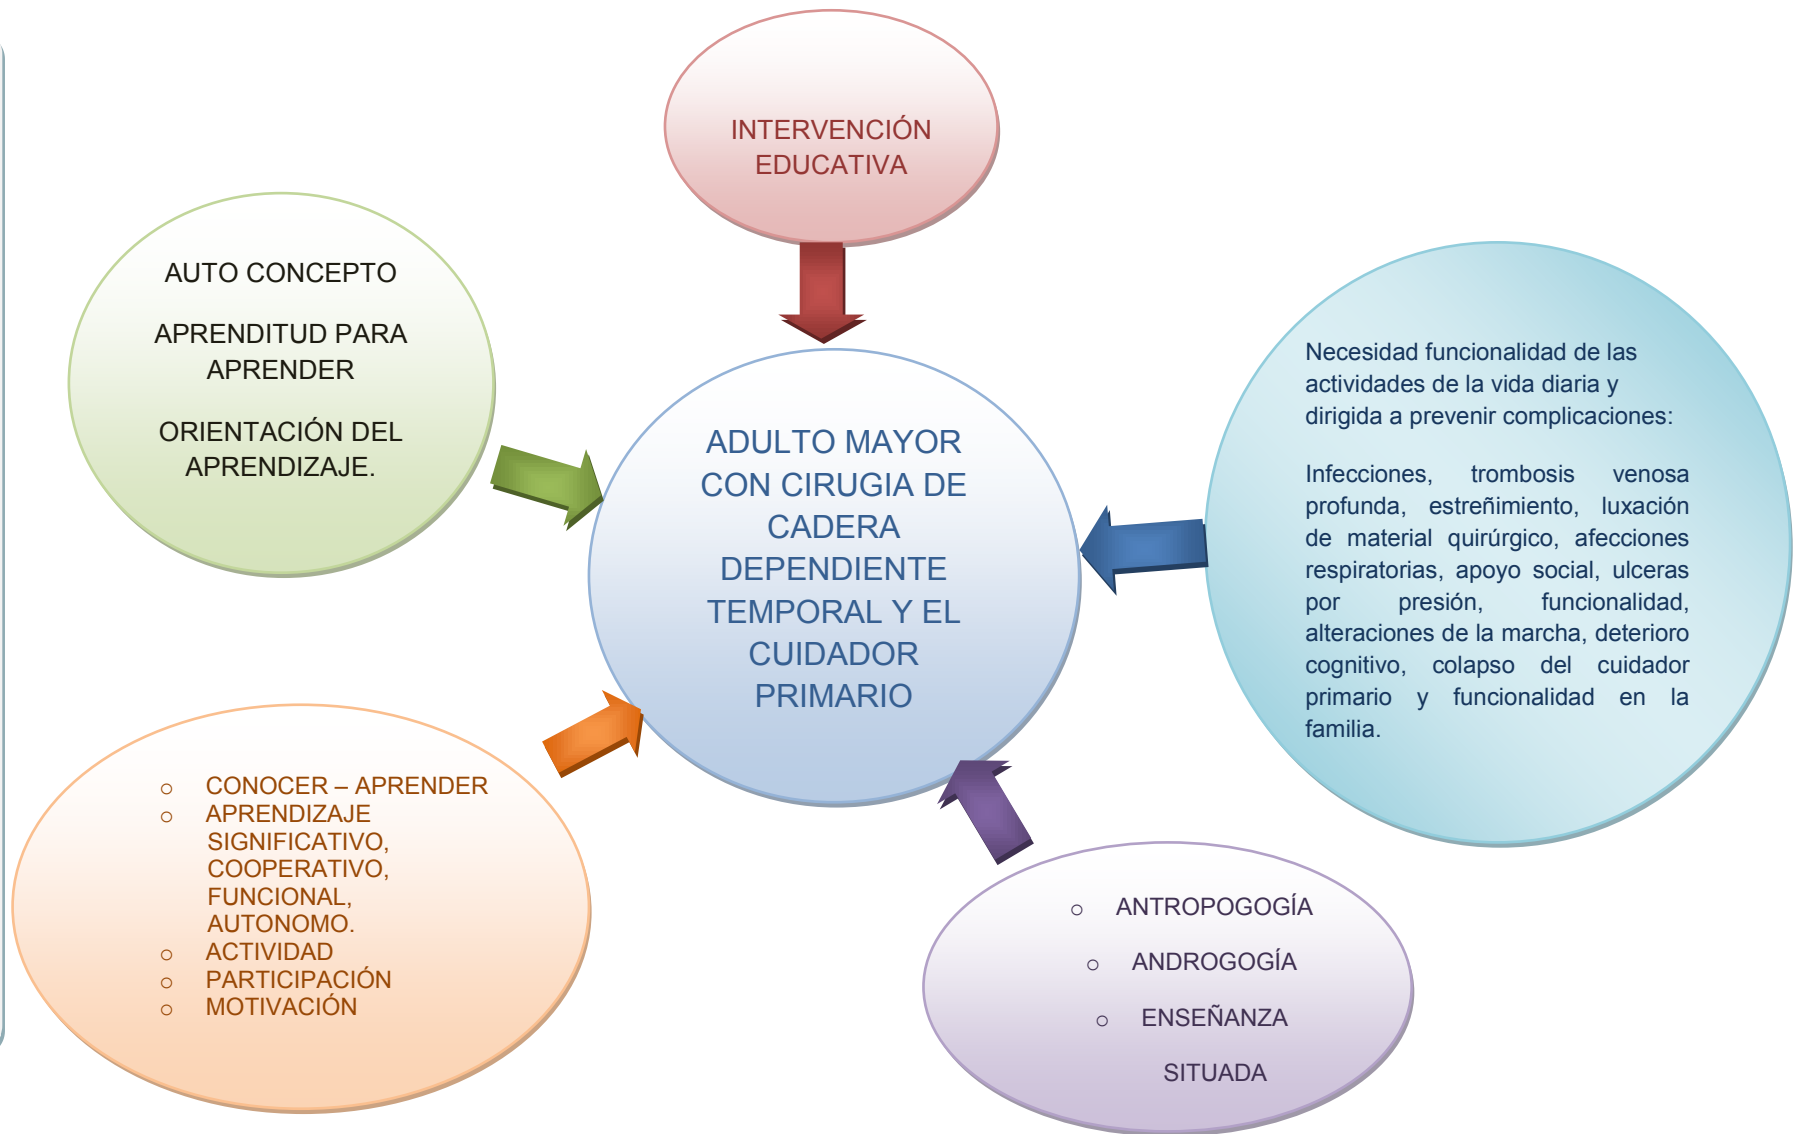 INTERVENCIÓN
EDUCATIVA
AUTO CONCEPTO
APRENDITUD PARA
APRENDER
ORIENTACIÓN DEL
APRENDIZAJE.
ADULTO MAYOR
CON CIRUGIA DE
CADERA
DEPENDIENTE
TEMPORAL Y EL
CUIDADOR
PRIMARIO
Necesidad funcionalidad de las
actividades de la vida diaria y
dirigida a prevenir complicaciones:
Infecciones, trombosis venosa
profunda, estreñimiento, luxación
de material quirúrgico, afecciones
respiratorias, apoyo social, ulceras
por presión, funcionalidad,
alteraciones de la marcha, deterioro
cognitivo, colapso del cuidador
primario y funcionalidad en la
familia.
o CONOCER – APRENDER
o APRENDIZAJE
SIGNIFICATIVO,
COOPERATIVO,
FUNCIONAL,
AUTONOMO.
o ACTIVIDAD
o PARTICIPACIÓN
o MOTIVACIÓN
o ANTROPOGOGÍA
o ANDROGOGÍA
o ENSEÑANZA
SITUADA